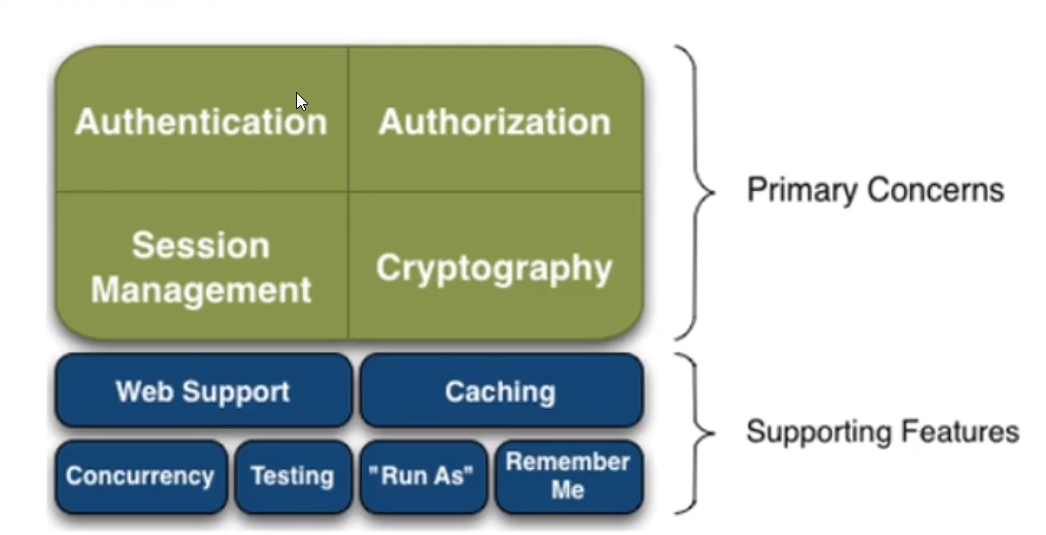 Authentication
Authorization
Session
Management
Cryptography
Primary Concerns
Web Support
Caching
Concurrency
Testing
"Run As"
Remember
Me
Supporting Features